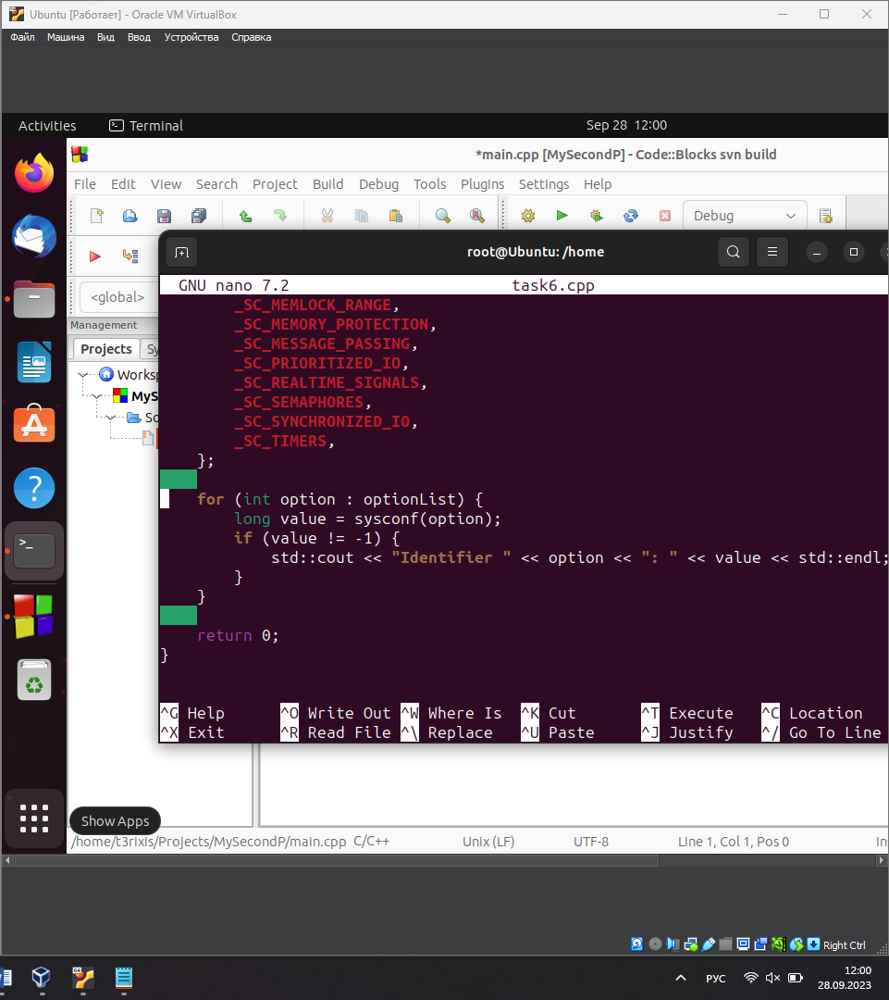 Ubuntu [Работает] - Oracle VM VirtualBox
Файл Машина Вид Ввод Устройства Справка
Activities Terminal Sep 28 12:00
*main.cpp [MySecondP] - Code::Blocks svn build
File Edit View Search Project Build Debug Tools Plugins Settings Help
Debug
root@Ubuntu: /home
<global>
GNU nano 7.2 task6.cpp
Management
Projects Sy
Worksp
MyS
So
_SC_MEMLOCK_RANGE,
_SC_MEMORY_PROTECTION,
_SC_MESSAGE_PASSING,
_SC_PRIORITIZED_IO,
_SC_REALTIME_SIGNALS,
_SC_SEMAPHORES,
_SC_SYNCHRONIZED_IO,
_SC_TIMERS,
};
for (int option : optionList) {
long value = sysconf(option);
if (value != -1) {
std::cout << "Identifier " << option << ": " << value << std::endl;
}
}
return 0;
}
^G Help ^O Write Out ^W Where Is ^K Cut ^T Execute ^C Location
^X Exit ^R Read File ^\ Replace ^U Paste ^J Justify ^/ Go To Line
Show Apps
/home/t3rixis/Projects/MySecondP/main.cpp C/C++ Unix (LF) UTF-8 Line 1, Col 1, Pos 0 In
Right Ctrl
РУС
12:00
28.09.2023